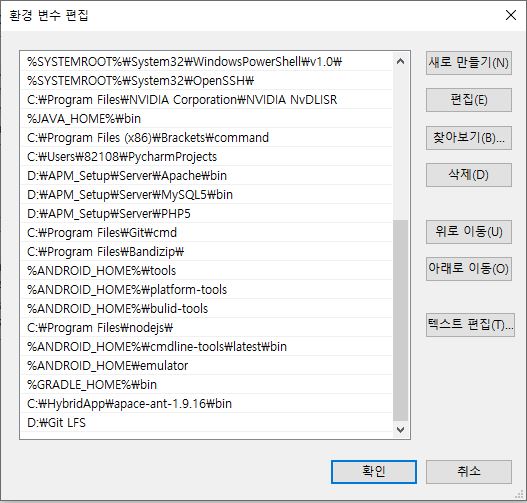 환경 변수 편집
%SYSTEMROOT%₩System32₩WindowsPowerShell₩v1.0₩
%SYSTEMROOT%₩System32₩OpenSSH₩
C:₩Program Files₩NVIDIA Corporation₩NVIDIA NvDLISR
%JAVA_HOME%₩bin
C:₩Program Files (x86)₩Brackets₩command
C:₩Users₩82108₩PycharmProjects
D:₩APM_Setup₩Server₩Apache₩bin
D:₩APM_Setup₩Server₩MySQL5₩bin
D:₩APM_Setup₩Server₩PHP5
C:₩Program Files₩Git₩cmd
C:₩Program Files₩Bandizip₩
%ANDROID_HOME%₩tools
%ANDROID_HOME%₩platform-tools
%ANDROID_HOME%₩bulid-tools
C:₩Program Files₩nodejs₩
%ANDROID_HOME%₩cmdline-tools₩latest₩bin
%ANDROID_HOME₩emulator
%GRADLE_HOME%₩bin
C:₩HybridApp₩apace-ant-1.9.16₩bin
D:₩Git LFS
새로 만들기(N)
편집(E)
찾아보기(B)...
삭제(D)
위로 이동(U)
아래로 이동(O)
텍스트 편집(T)...
확인
취소